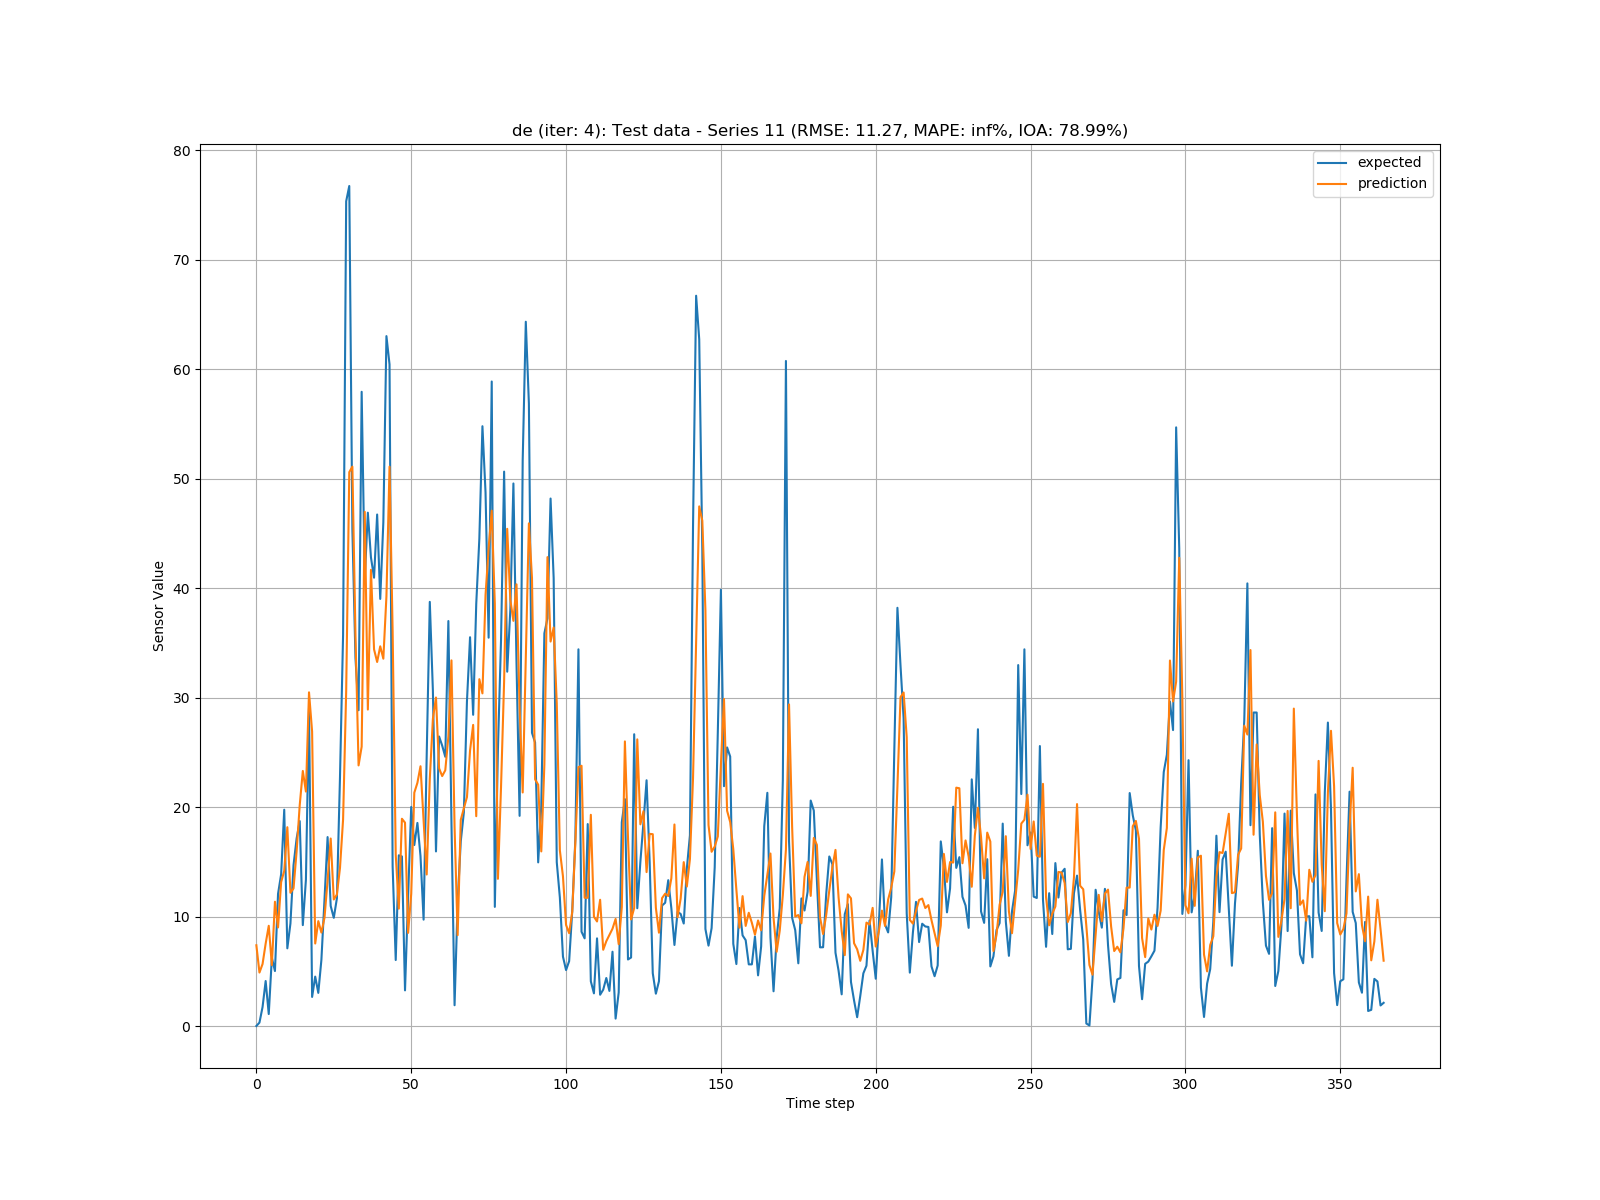 de (iter: 4): Test data - Series 11 (RMSE: 11.27, MAPE: inf%, IOA: 78.99%)
expected
prediction
Sensor Value
80
70
60
50
40
30
20
10
0
0 50 100 150 200 250 300 350
Time step